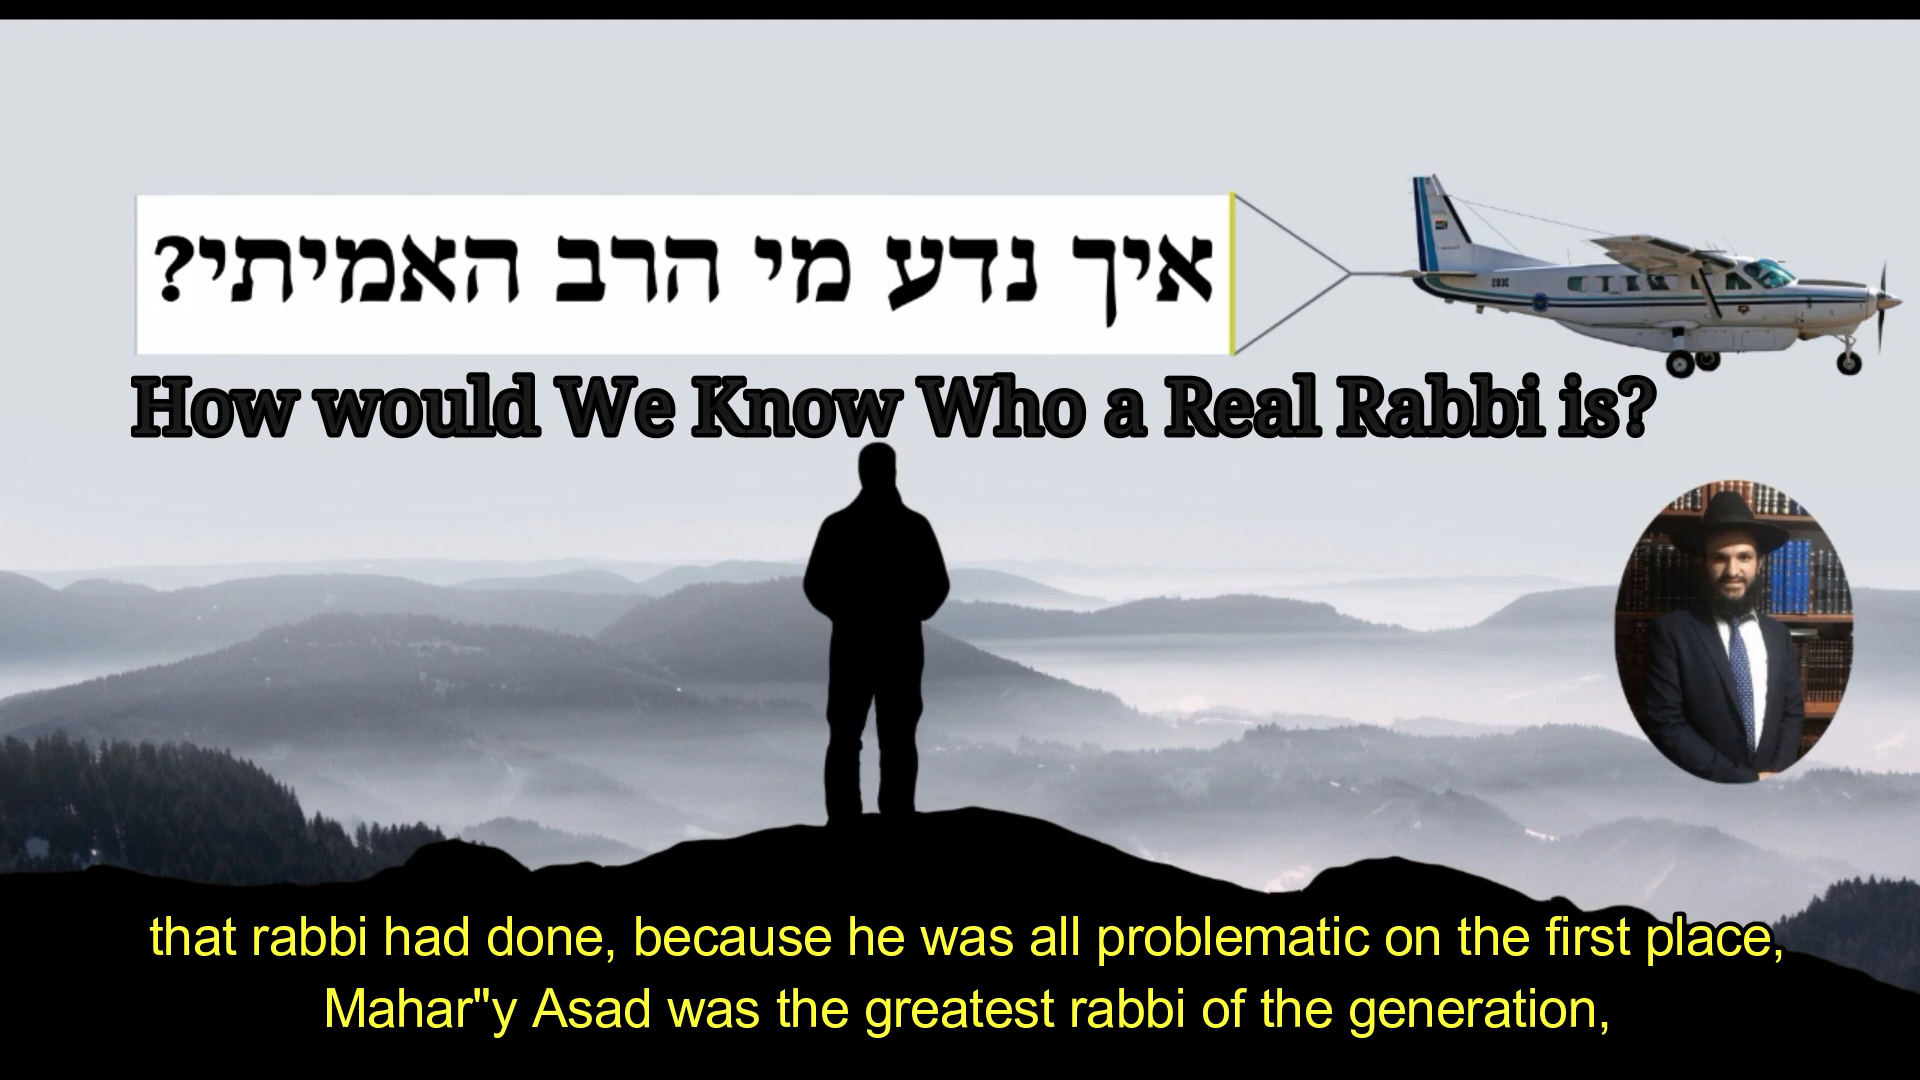 איך נדע מי הרב האמיתי?
How would We Know Who a Real Rabbi is?
that rabbi had done, because he was all problematic on the first place,
Mahar"y Asad was the greatest rabbi of the generation,